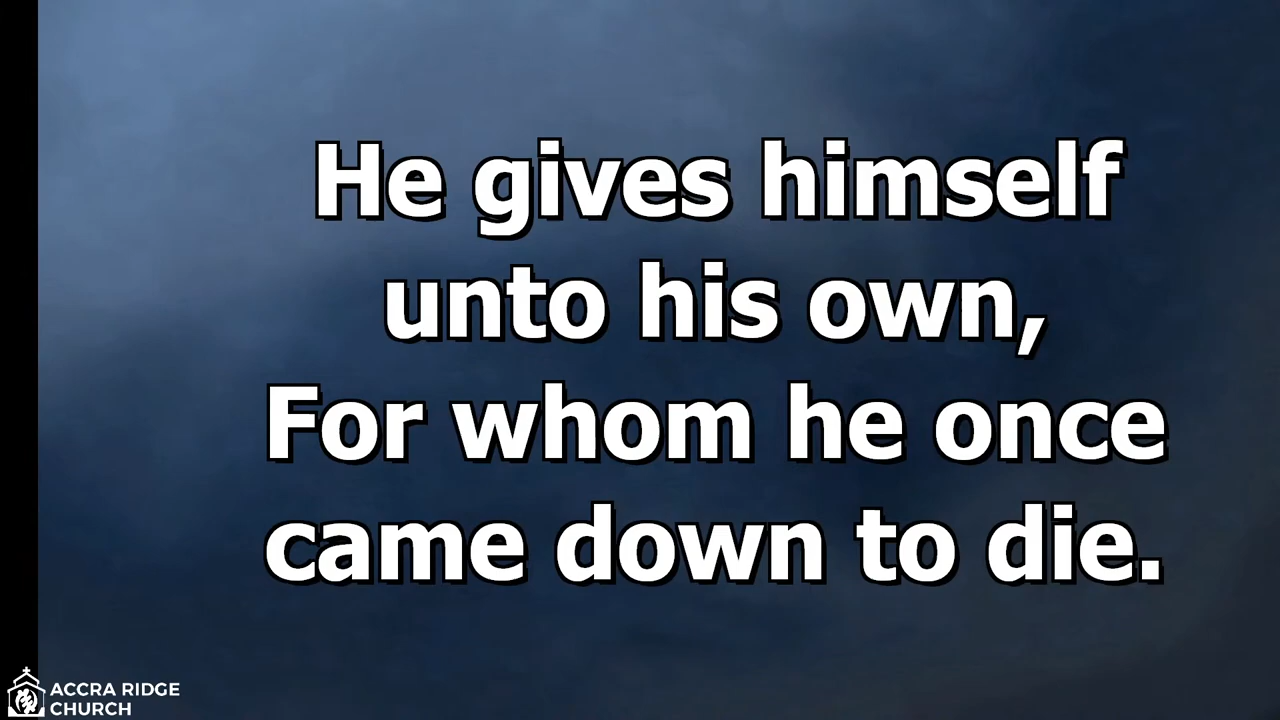 He gives himself
unto his own,
For whom he once
came down to die.
ACCRA RIDGE
CHURCH